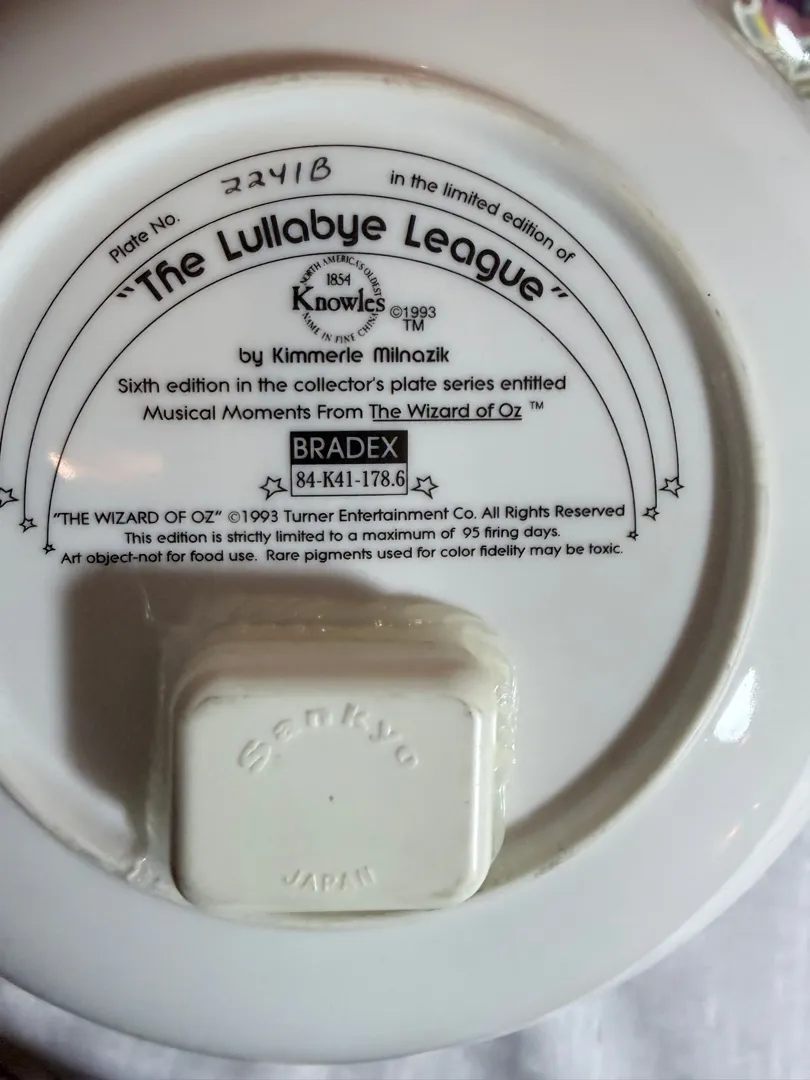 Plate No. 2241B in the limited edition of
"The Lullabye League"
NORTH AMERICA'S OLDEST
1854
Knowles ©1993
TM
NAME IN FINE CHINA
by Kimmerle Milnazik
Sixth edition in the collector's plate series entitled
Musical Moments From The Wizard of Oz ™
BRADEX
84-K41-178.6
"THE WIZARD OF OZ" ©1993 Turner Entertainment Co. All Rights Reserved
This edition is strictly limited to a maximum of 95 firing days.
Art object-not for food use. Rare pigments used for color fidelity may be toxic.
Sankyo
JAPAN